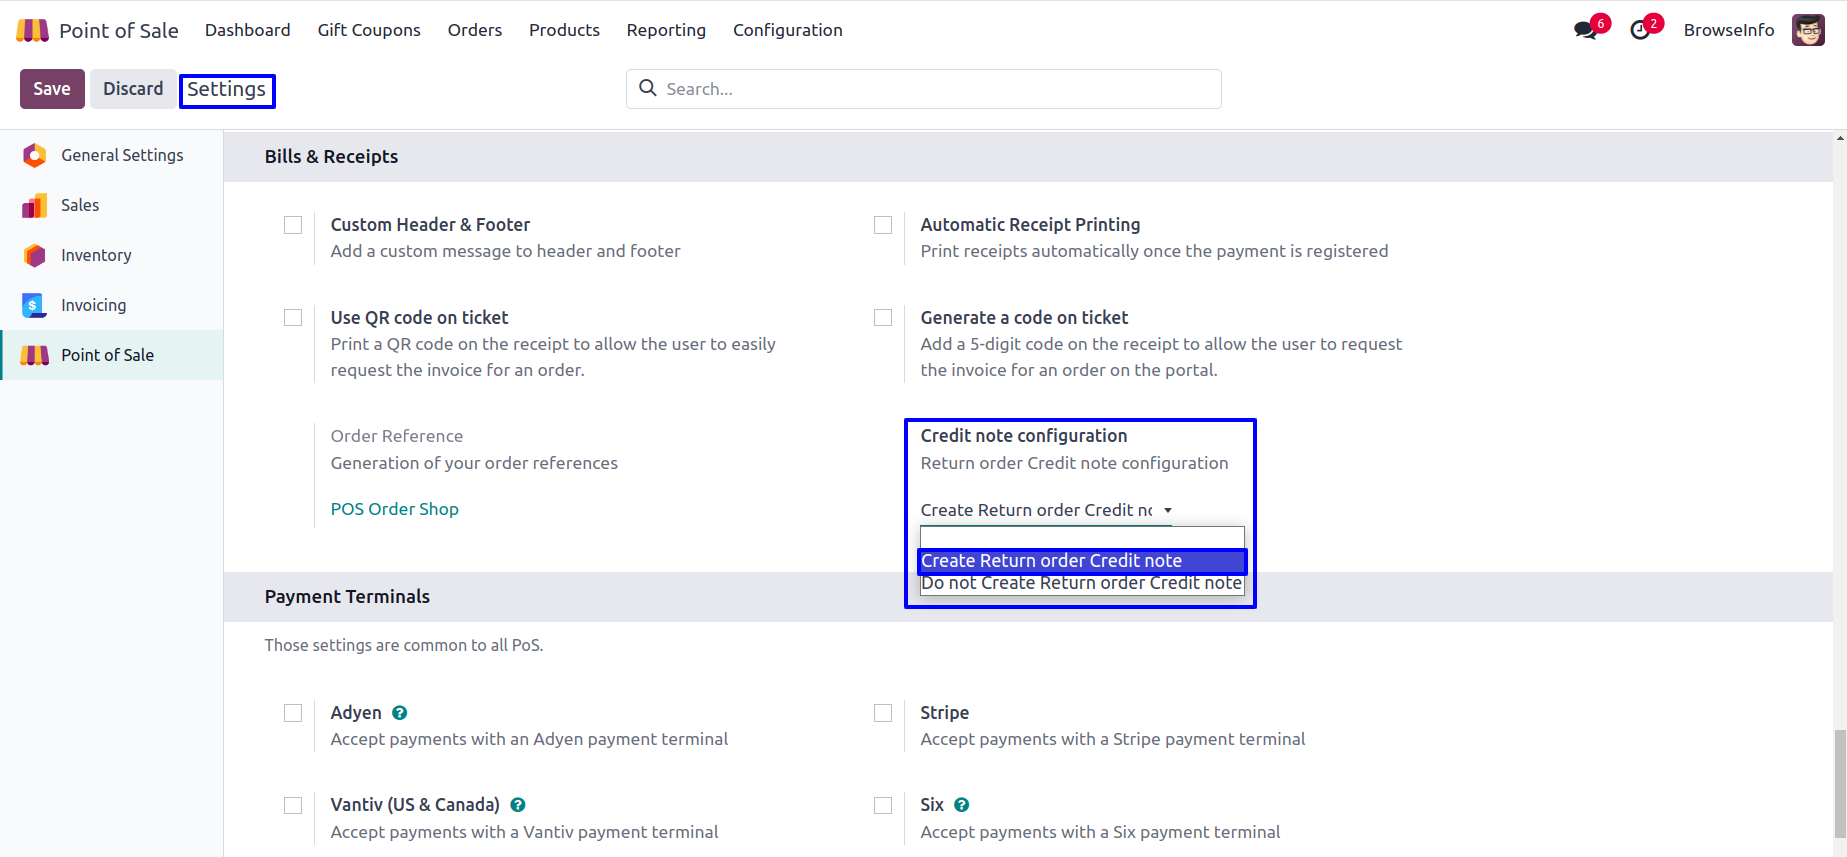 Point of Sale Dashboard Gift Coupons Orders Products Reporting Configuration 6 2 BrowseInfo
Save Discard Settings Search...
General Settings
Sales
Inventory
Invoicing
$
Point of Sale
Bills & Receipts
Custom Header & Footer
Add a custom message to header and footer
Automatic Receipt Printing
Print receipts automatically once the payment is registered
Use QR code on ticket
Print a QR code on the receipt to allow the user to easily
request the invoice for an order.
Generate a code on ticket
Add a 5-digit code on the receipt to allow the user to request
the invoice for an order on the portal.
Order Reference
Generation of your order references
POS Order Shop
Credit note configuration
Return order Credit note configuration
Create Return order Credit
Create Return order Credit note
Do not Create Return order Credit note
Payment Terminals
Those settings are common to all PoS.
Adyen ?
Accept payments with an Adyen payment terminal
Stripe
Accept payments with a Stripe payment terminal
Vantiv (US & Canada) ?
Accept payments with a Vantiv payment terminal
Six ?
Accept payments with a Six payment terminal